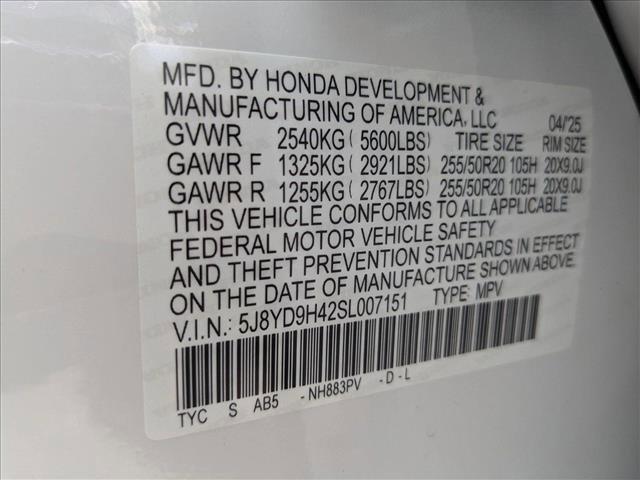 MFD. BY HONDA DEVELOPMENT &
MANUFACTURING OF AMERICA, LLC 04/'25
GVWR 2540KG ( 5600LBS) TIRE SIZE RIM SIZE
GAWR F 1325KG ( 2921LBS) 255/50R20 105H 20X9.0J
GAWR R 1255KG ( 2767LBS) 255/50R20 105H 20X9.0J
THIS VEHICLE CONFORMS TO ALL APPLICABLE
FEDERAL MOTOR VEHICLE SAFETY
AND THEFT PREVENTION STANDARDS IN EFFECT
ON THE DATE OF MANUFACTURE SHOWN ABOVE.
V.I.N.: 5J8YD9H42SL007151 TYPE: MPV
TYC S AB5 -NH883PV -D-L